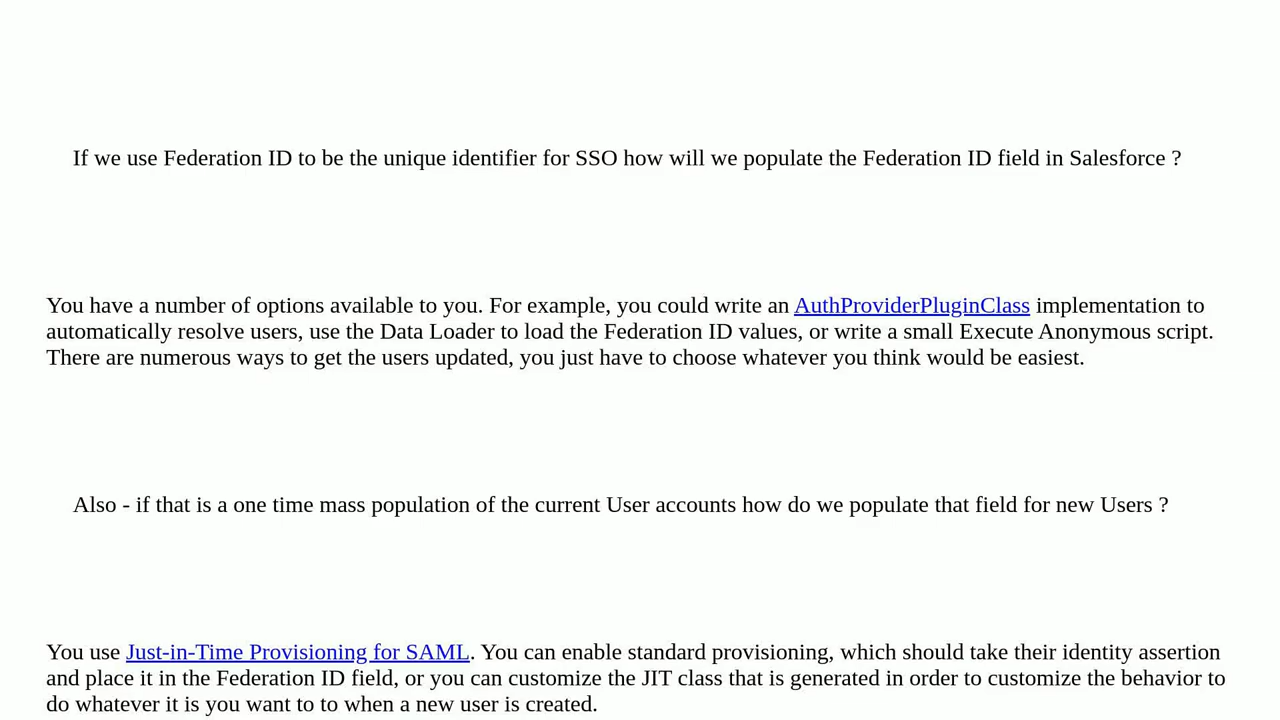 If we use Federation ID to be the unique identifier for SSO how will we populate the Federation ID field in Salesforce ?
You have a number of options available to you. For example, you could write an AuthProviderPluginClass implementation to
automatically resolve users, use the Data Loader to load the Federation ID values, or write a small Execute Anonymous script.
There are numerous ways to get the users updated, you just have to choose whatever you think would be easiest.
Also - if that is a one time mass population of the current User accounts how do we populate that field for new Users ?
You use Just-in-Time Provisioning for SAML. You can enable standard provisioning, which should take their identity assertion
and place it in the Federation ID field, or you can customize the JIT class that is generated in order to customize the behavior to
do whatever it is you want to to when a new user is created.